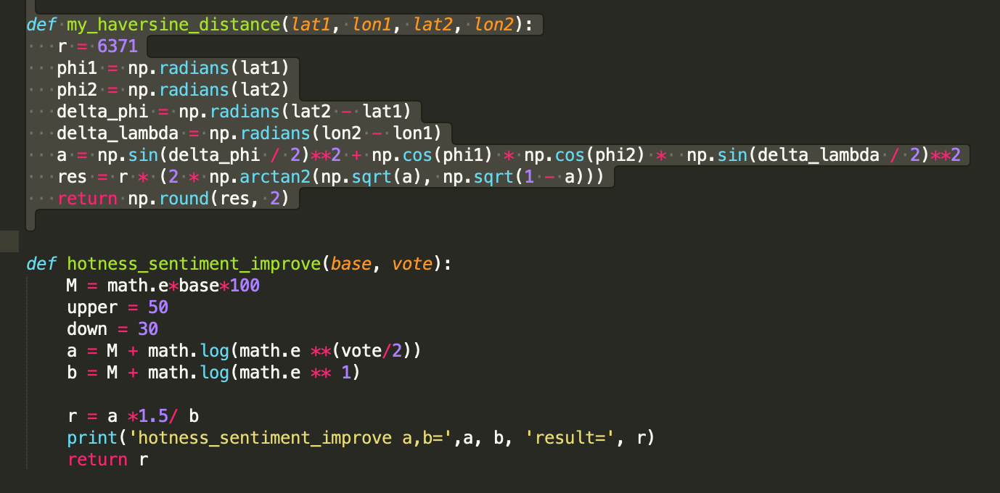 def my_haversine_distance(lat1, lon1, lat2, lon2):
   r = 6371
   phi1 = np.radians(lat1)
   phi2 = np.radians(lat2)
   delta_phi = np.radians(lat2 - lat1)
   delta_lambda = np.radians(lon2 - lon1)
   a = np.sin(delta_phi / 2)**2 + np.cos(phi1) * np.cos(phi2) *  np.sin(delta_lambda / 2)**2
   res = r * (2 * np.arctan2(np.sqrt(a), np.sqrt(1 - a)))
   return np.round(res, 2)
def hotness_sentiment_improve(base, vote):
    M = math.e*base*100
    upper = 50
    down = 30
    a = M + math.log(math.e **(vote/2))
    b = M + math.log(math.e ** 1)
    r = a *1.5/ b
    print('hotness_sentiment_improve a,b=',a, b, 'result=', r)
    return r